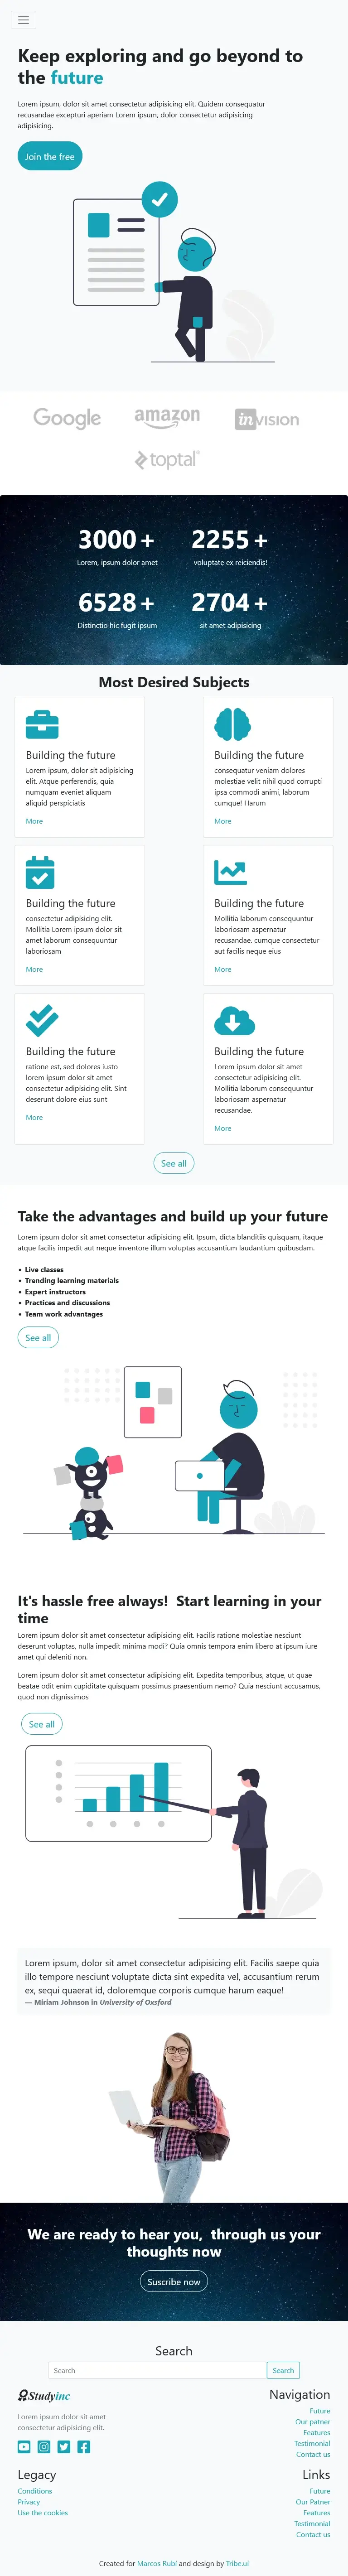 Keep exploring and go beyond to
the future
Lorem ipsum, dolor sit amet consectetur adipisicing elit. Quidem consequatur
recusandae excepturi aperiam Lorem ipsum, dolor consectetur adipisicing
adipisicing.
Join the free
Google
amazon
invision
toptal
3000 +
2255 +
Lorem, ipsum dolor amet
voluptate ex reiciendis!
6528 +
2704 +
Distinctio hic fugit ipsum
sit amet adipisicing
Most Desired Subjects
Building the future
Lorem ipsum, dolor sit adipisicing
elit. Atque perferendis, quia
numquam eveniet aliquam
aliquid perspiciatis
More
Building the future
consequatur veniam dolores
molestiae velit nihil quod corrupti
ipsa commodi animi, laborum
cumque! Harum
More
Building the future
consectetur adipisicing elit.
Mollitia Lorem ipsum dolor sit
amet laborum consequuntur
laboriosam
More
Building the future
Mollitia laborum consequuntur
laboriosam aspernatur
recusandae. cumque consectetur
aut facilis neque eius
More
Building the future
ratione est, sed dolores iusto
lorem ipsum dolor sit amet
consectetur adipisicing elit. Sint
deserunt dolore eius sunt
More
Building the future
Lorem ipsum dolor sit amet
consectetur adipisicing elit.
Mollitia laborum consequuntur
laboriosam aspernatur
recusandae.
More
See all
Take the advantages and build up your future
Lorem ipsum dolor sit amet consectetur adipisicing elit. Ipsum, dicta blanditiis quisquam, itaque
atque facilis impedit aut neque inventore illum voluptas accusantium laudantium quibusdam.
• Live classes
• Trending learning materials
• Expert instructors
• Practices and discussions
• Team work advantages
See all
It's hassle free always! Start learning in your
time
Lorem ipsum dolor sit amet consectetur adipisicing elit. Facilis ratione molestiae nesciunt
deserunt voluptas, nulla impedit minima modi? Quia omnis tempora enim libero at ipsum iure
amet qui deleniti non.
Lorem ipsum dolor sit amet consectetur adipisicing elit. Expedita temporibus, atque, ut quae
beatae odit enim cupiditate quisquam possimus praesentium nemo? Quia nesciunt accusamus,
quod non dignissimos
See all
Lorem ipsum, dolor sit amet consectetur adipisicing elit. Facilis saepe quia
illo tempore nesciunt voluptate dicta sint expedita vel, accusantium rerum
ex, sequi quaerat id, doloremque corporis cumque harum eaque!
— Miriam Johnson in University of Oxsford
We are ready to hear you, through us your
thoughts now
Suscribe now
Search
Search
Search
Studyinc
Lorem ipsum dolor sit amet
consectetur adipisicing elit.
Navigation
Future
Our patner
Features
Testimonial
Contact us
Legacy
Conditions
Privacy
Use the cookies
Links
Future
Our Patner
Features
Testimonial
Contact us
Created for Marcos Rubí and design by Tribe.ui